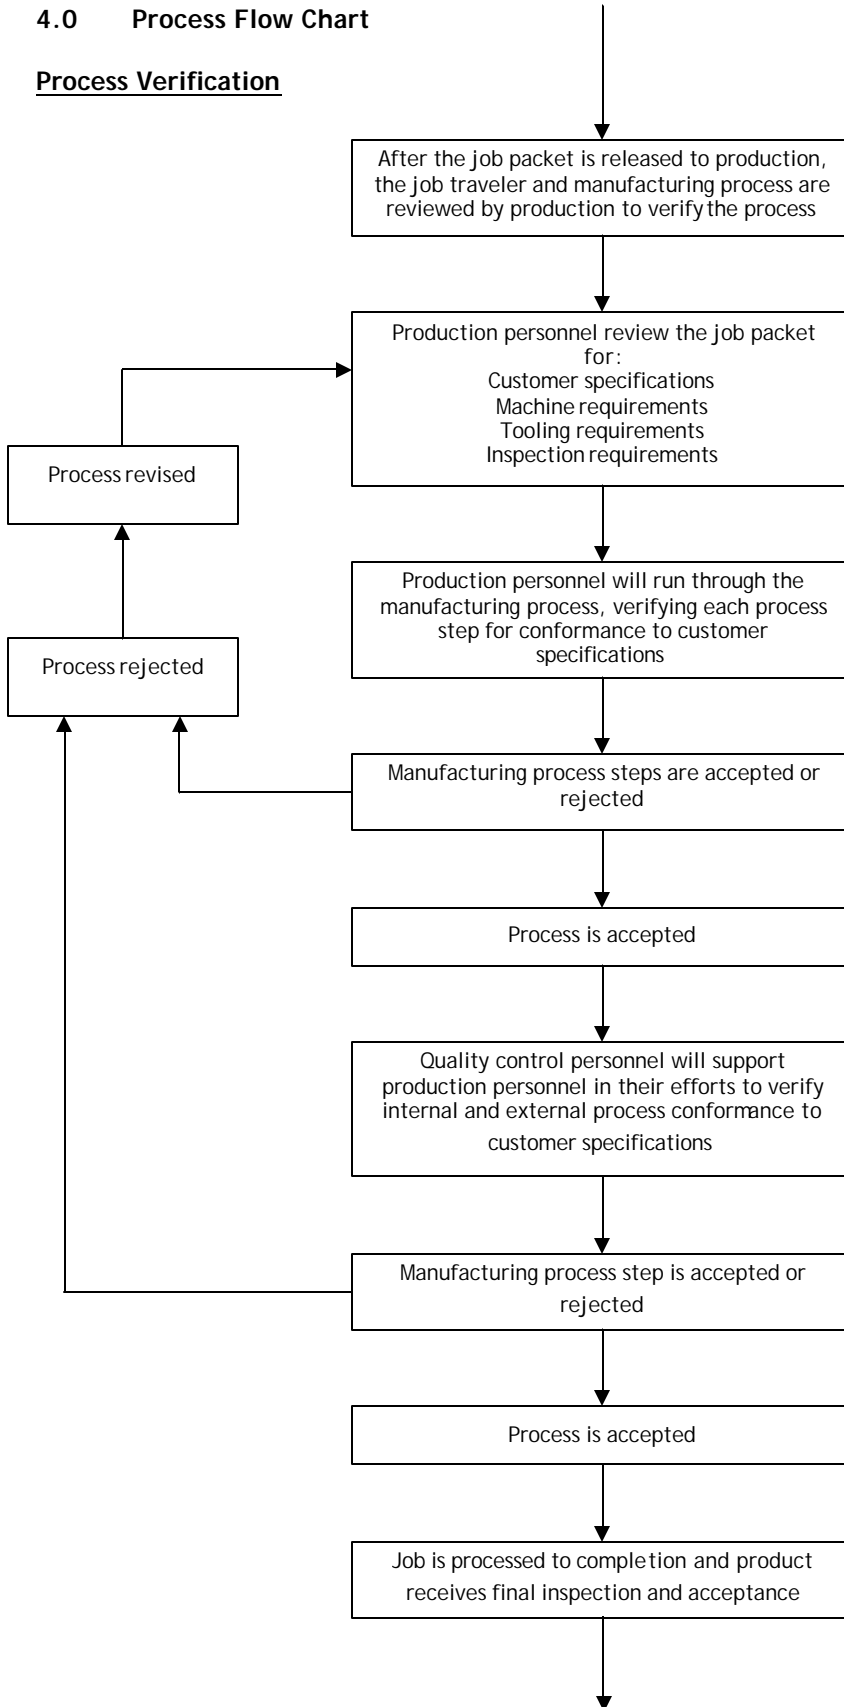 4.0 Process Flow Chart
Process Verification
After the job packet is released to production,
the job traveler and manufacturing process are
reviewed by production to verify the process
Production personnel review the job packet
for:
Customer specifications
Machine requirements
Tooling requirements
Inspection requirements
Process revised
Production personnel will run through the
manufacturing process, verifying each process
step for conformance to customer
specifications
Process rejected
Manufacturing process steps are accepted or
rejected
Process is accepted
Quality control personnel will support
production personnel in their efforts to verify
internal and external process conformance to
customer specifications
Manufacturing process step is accepted or
rejected
Process is accepted
Job is processed to completion and product
receives final inspection and acceptance